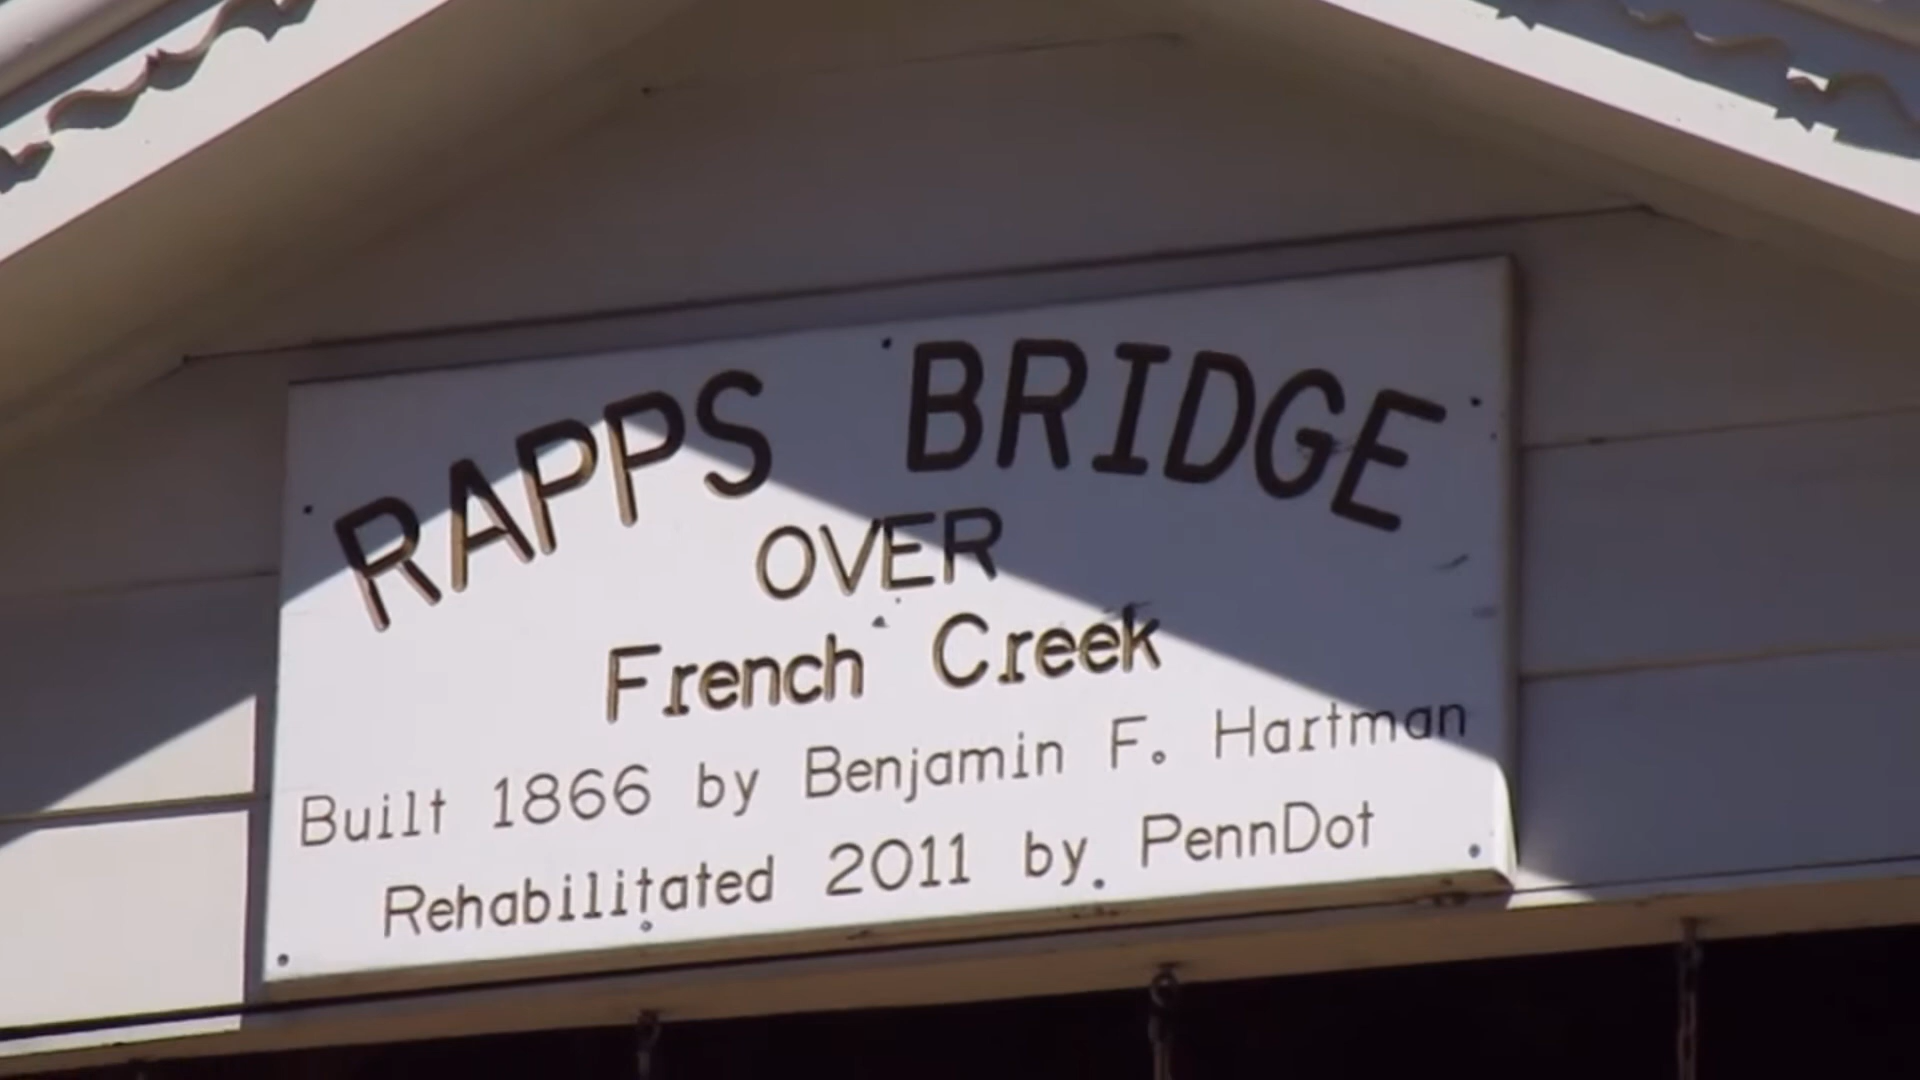 RAPPS BRIDGE
OVER
French Creek
Built 1866 by Benjamin F. Hartman
Rehabilitated 2011 by PennDot